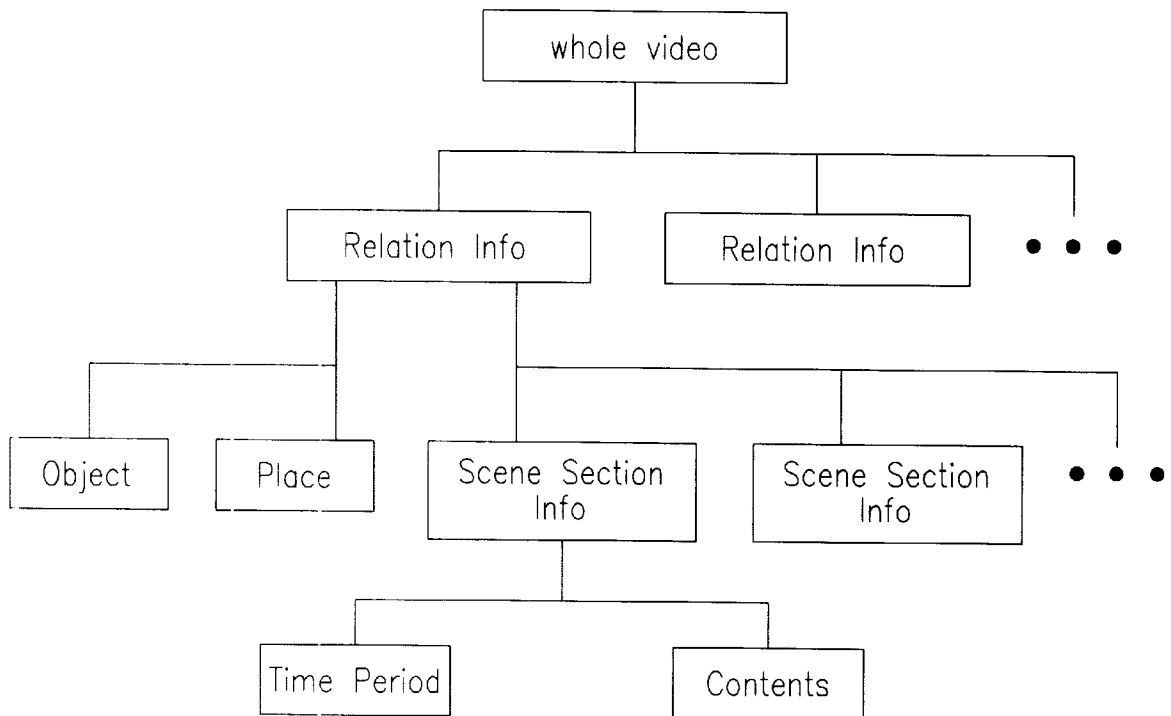 whole video
Relation Info
Relation Info
Object
Place
Scene Section
Info
Scene Section
Info
Time Period
Contents